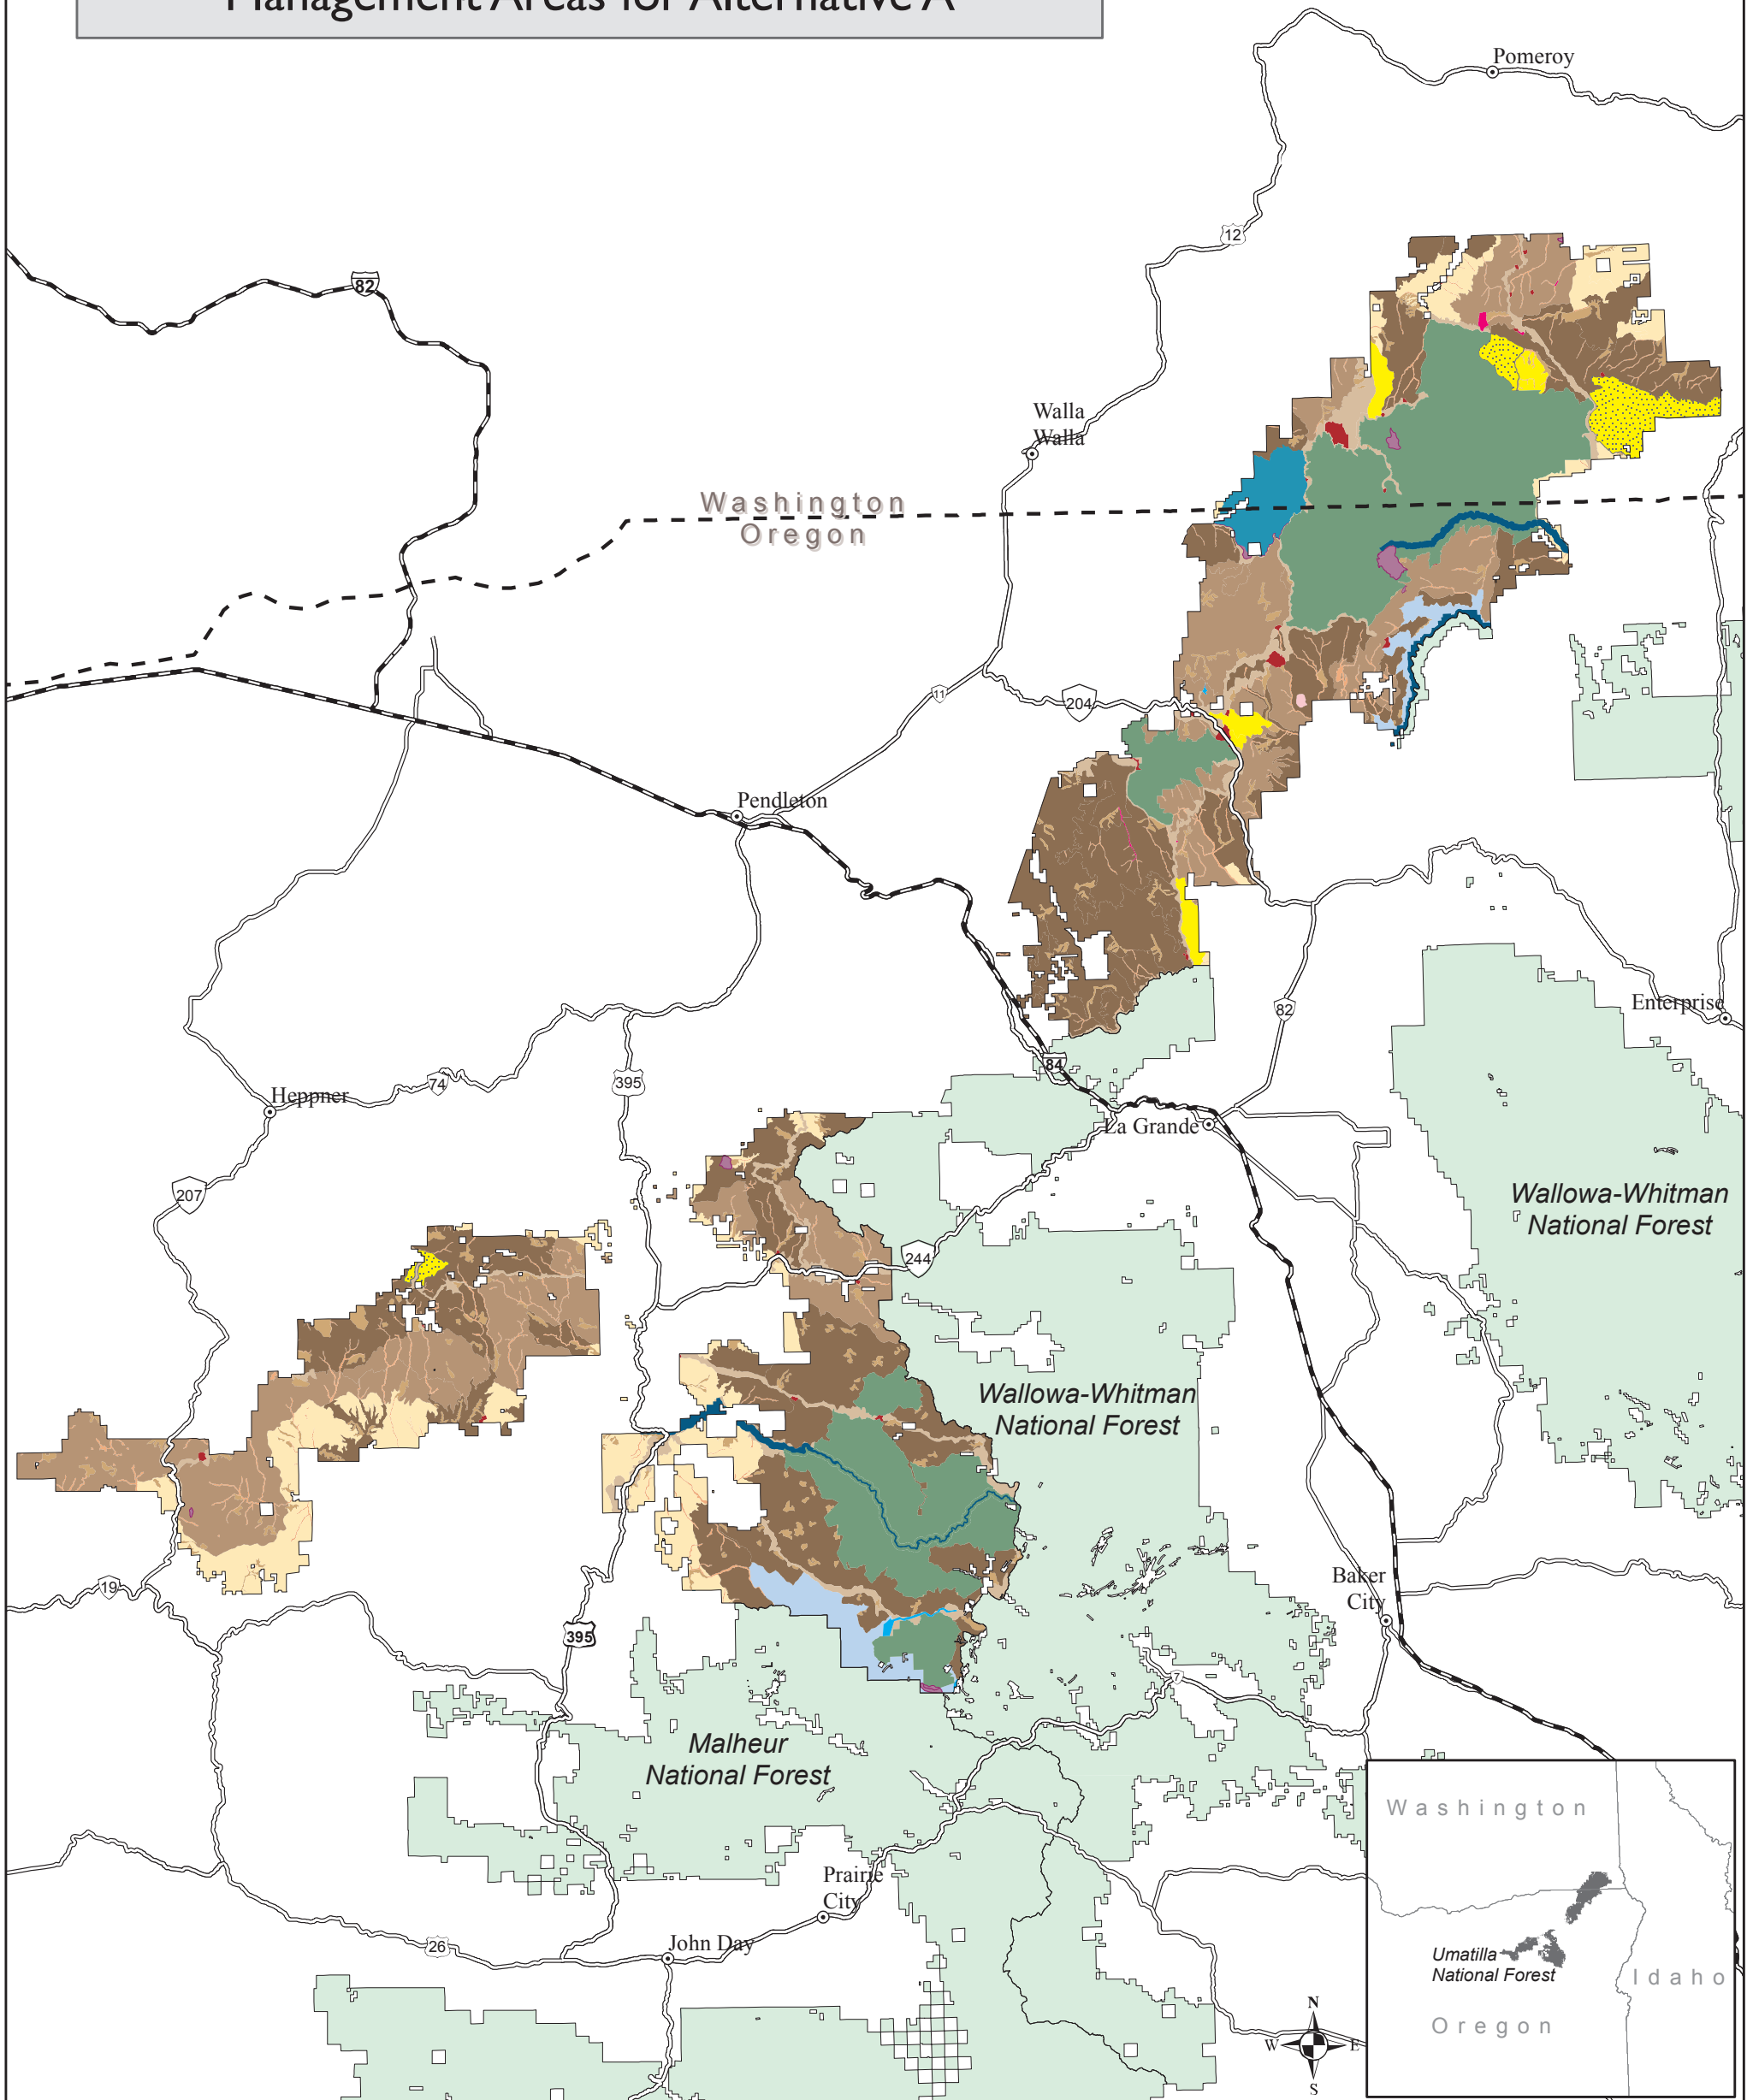 Management Areas for Alternative A
Pomeroy
12
82
Walla
Walla
Washington
Oregon
11
204
Pendleton
Enterprise
82
84
395
74
Heppner
La Grande
207
Wallowa-Whitman
National Forest
244
Wallowa-Whitman
National Forest
19
Baker
City
395
7
Malheur
National Forest
Washington
Prairie
City
26
John Day
Umatilla
National Forest
Idaho
Oregon
N
W
E
S